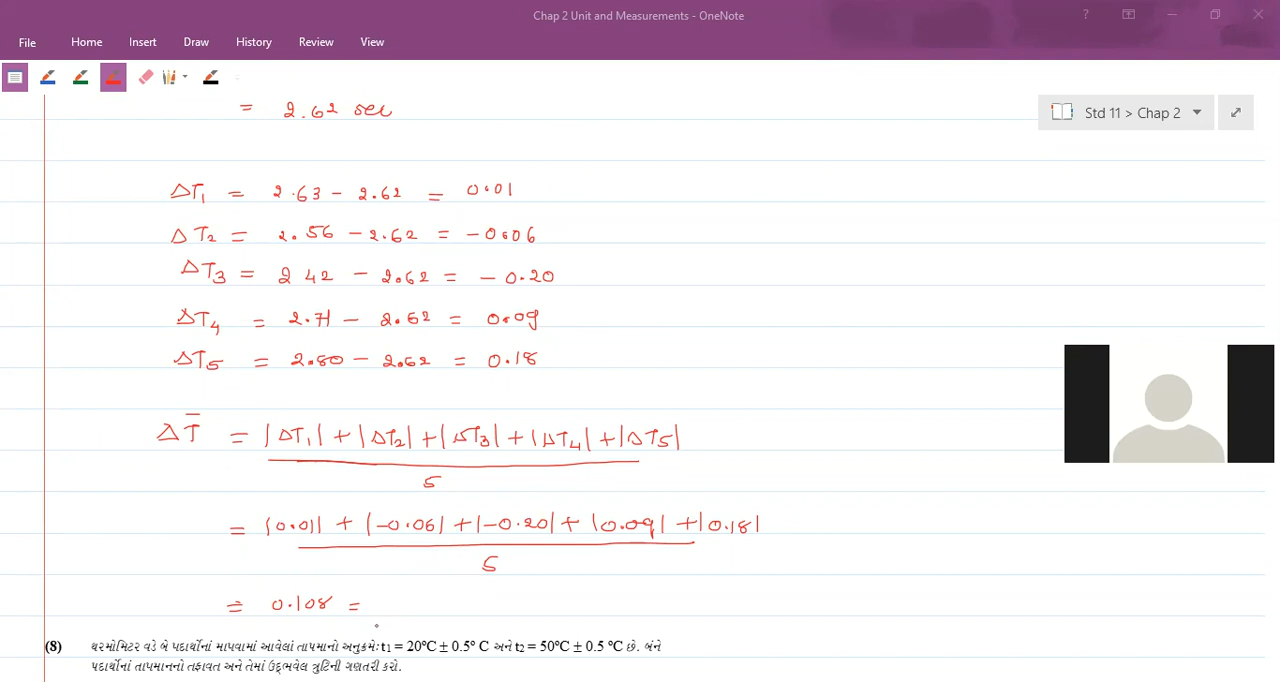 Chap 2 Unit and Measurements - OneNote
File Home Insert Draw History Review View
Std 11 > Chap 2
= 2.62 sec
ΔT1 = 2.63 - 2.62 = 0.01
ΔT2 = 2.56 - 2.62 = -0.06
ΔT3 = 2 42 - 2.62 = - 0.20
ΔT4 = 2.71 - 2.62 = 0.09
ΔT5 = 2.80 - 2.62 = 0.18
ΔT̄ = |ΔT1| + |ΔT2| + |ΔT3| + |ΔT4| + |ΔT5|
5
= |0.01| + |-0.06| + |-0.20| + |0.09| + |0.18|
5
= 0.108 =
(8) થરમોમિટર વડે બે પદાર્થોનાં માપવામાં આવેલાં તાપમાનો અનુક્રમેઃ t1 = 20°C ± 0.5° C અને t2 = 50°C ± 0.5 °C છે. બંને
પદાર્થોનાં તાપમાનનો તફાવત અને તેમાં ઉદ્ભવેલ ત્રુટિની ગણતરી કરો.